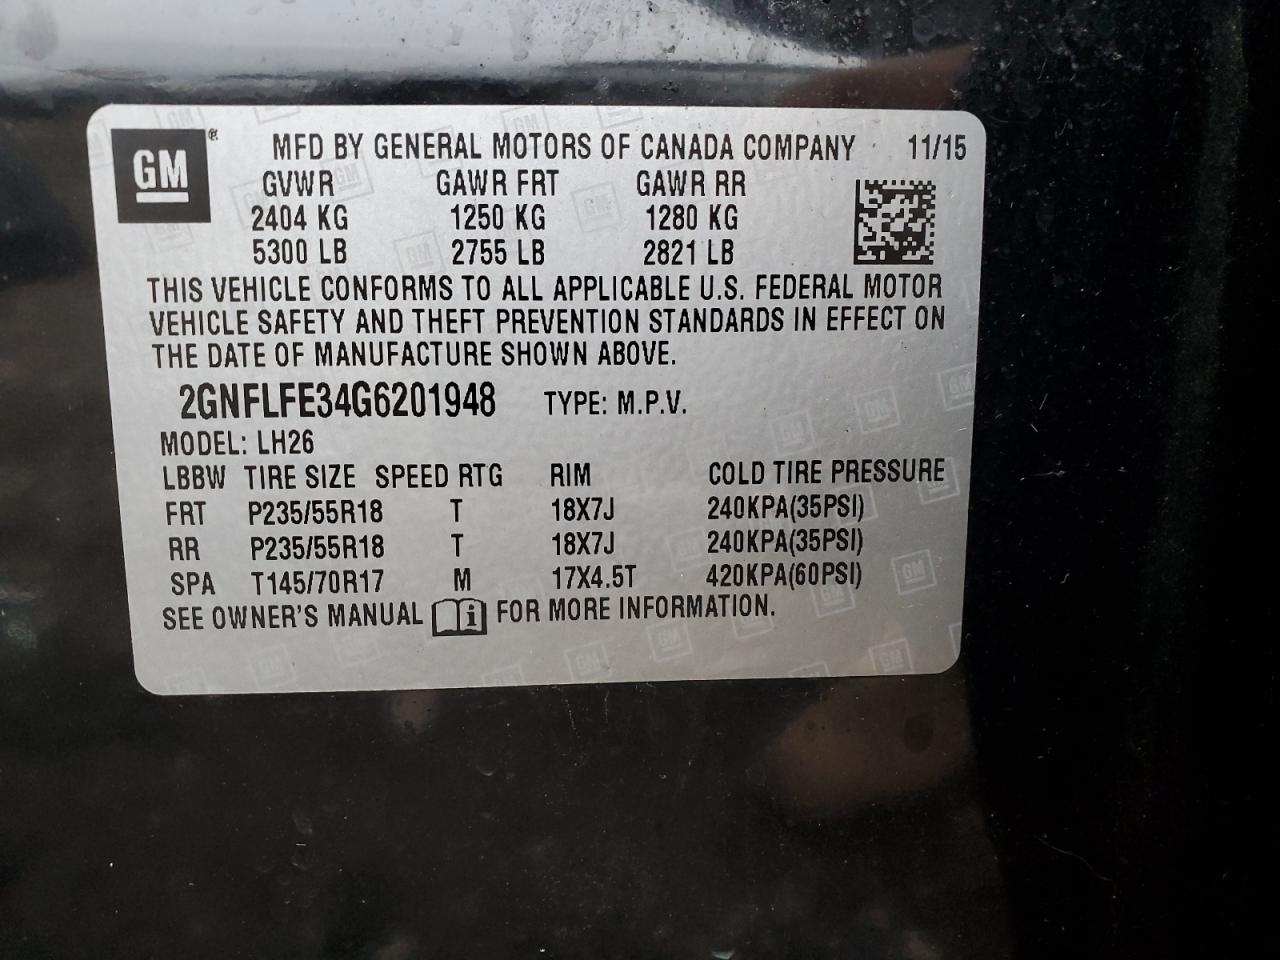 GM® MFD BY GENERAL MOTORS OF CANADA COMPANY 11/15
GVWR GAWR FRT GAWR RR
2404 KG 1250 KG 1280 KG
5300 LB 2755 LB 2821 LB
THIS VEHICLE CONFORMS TO ALL APPLICABLE U.S. FEDERAL MOTOR
VEHICLE SAFETY AND THEFT PREVENTION STANDARDS IN EFFECT ON
THE DATE OF MANUFACTURE SHOWN ABOVE.
2GNFLFE34G6201948 TYPE: M.P.V.
MODEL: LH26
LBBW TIRE SIZE SPEED RTG RIM COLD TIRE PRESSURE
FRT P235/55R18 T 18X7J 240KPA(35PSI)
RR P235/55R18 T 18X7J 240KPA(35PSI)
SPA T145/70R17 M 17X4.5T 420KPA(60PSI)
SEE OWNER'S MANUAL i FOR MORE INFORMATION.